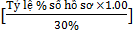 [Tỷ lệ % số hồ sơ×1.00
30%]